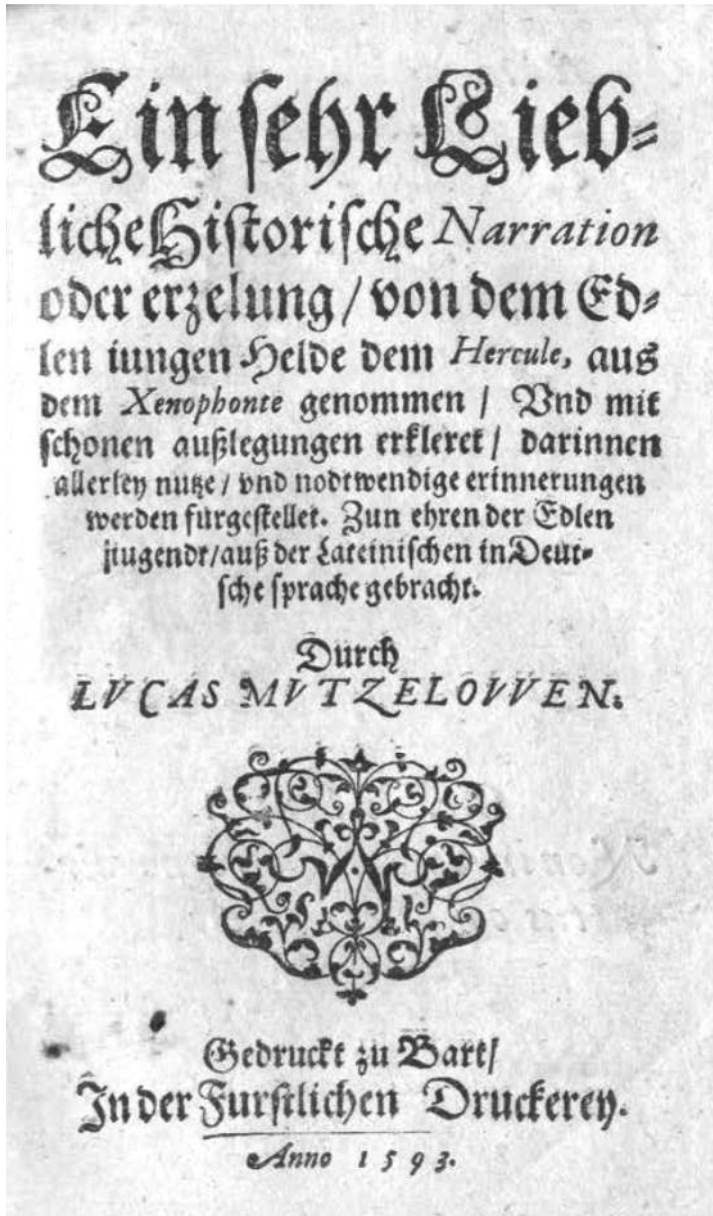 Ein sehr Lieb⸗
liche Historische Narration
oder erzelung / von dem Ed⸗
len iungen Helde dem Hercule, aus
dem Xenophonte genommen / Vnd mit
schonen außlegungen erkleret / darinnen
allerley nutze / vnd nodtwendige erinnerungen
werden furgestellet. Zun ehren der Edlen
jiugendt/auß der Lateinischen in Deut⸗
sche sprache gebracht.
Durch
LVCAS MVTZELOVVEN.
Gedruckt zu Bart/
In der Furstlichen Druckerey.
Anno 1593.